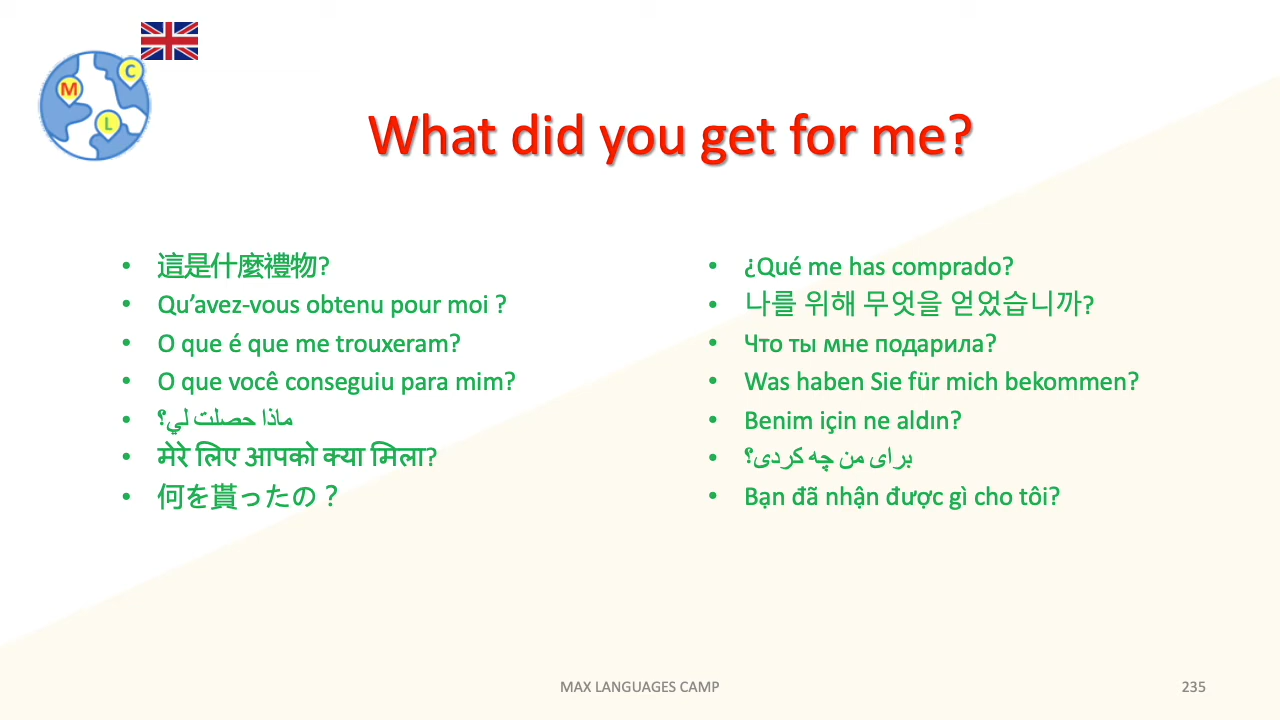 M C L
What did you get for me?
• 這是什麼禮物?
• Qu’avez-vous obtenu pour moi ?
• O que é que me trouxeram?
• O que você conseguiu para mim?
• ماذا حصلت لي؟
• मेरे लिए आपको क्या मिला?
• 何を貰ったの？
• ¿Qué me has comprado?
• 나를 위해 무엇을 얻었습니까?
• Что ты мне подарила?
• Was haben Sie für mich bekommen?
• Benim için ne aldın?
• برای من چه کردی؟
• Bạn đã nhận được gì cho tôi?
MAX LANGUAGES CAMP
235